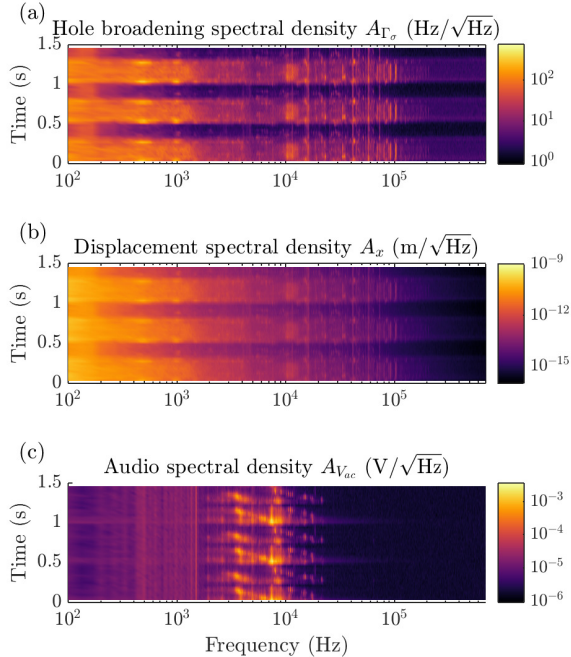 (a)
Hole broadening spectral density A_{Γ_σ} (Hz/√Hz)
Time (s)
1.5
1
0.5
0
10^2 10^3 10^4 10^5
10^2
10^1
10^0
(b)
Displacement spectral density A_x (m/√Hz)
Time (s)
1.5
1
0.5
0
10^2 10^3 10^4 10^5
10^{-9}
10^{-12}
10^{-15}
(c)
Audio spectral density A_{V_{ac}} (V/√Hz)
Time (s)
1.5
1
0.5
0
10^2 10^3 10^4 10^5
10^{-3}
10^{-4}
10^{-5}
10^{-6}
Frequency (Hz)